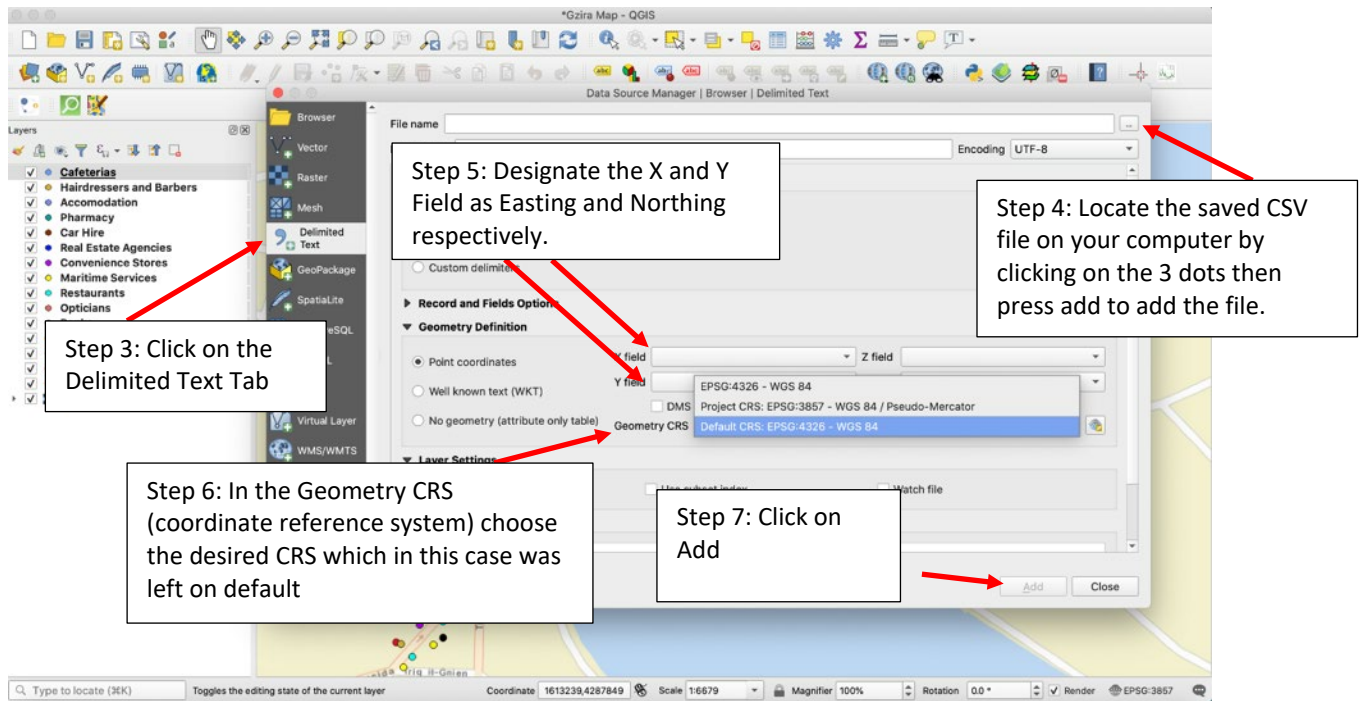 *Gzira Map - QGIS
Data Source Manager | Browser | Delimited Text
Layers
Cafeterias
Hairdressers and Barbers
Accomodation
Pharmacy
Car Hire
Real Estate Agencies
Convenience Stores
Maritime Services
Restaurants
Opticians
Browser
Vector
Raster
Mesh
Delimited
Text
GeoPackage
SpatiaLite
Virtual Layer
WMS/WMTS
File name
Encoding UTF-8
Step 5: Designate the X and Y
Field as Easting and Northing
respectively.
Step 4: Locate the saved CSV
file on your computer by
clicking on the 3 dots then
press add to add the file.
Custom delimiters
Record and Fields Options
Geometry Definition
Step 3: Click on the
Delimited Text Tab
Point coordinates
X field
Z field
Well known text (WKT)
Y field
EPSG:4326 - WGS 84
DMS
Project CRS: EPSG:3857 - WGS 84 / Pseudo-Mercator
No geometry (attribute only table)
Geometry CRS
Default CRS: EPSG:4326 - WGS 84
Layer Settings
Use subset index
Watch file
Step 6: In the Geometry CRS
(coordinate reference system) choose
the desired CRS which in this case was
left on default
Step 7: Click on
Add
Add
Close
Triq Il-Gnien
Type to locate (⌘K)
Toggles the editing state of the current layer
Coordinate 1613239,4287849
Scale 1:6679
Magnifier 100%
Rotation 0.0 °
Render
EPSG:3857